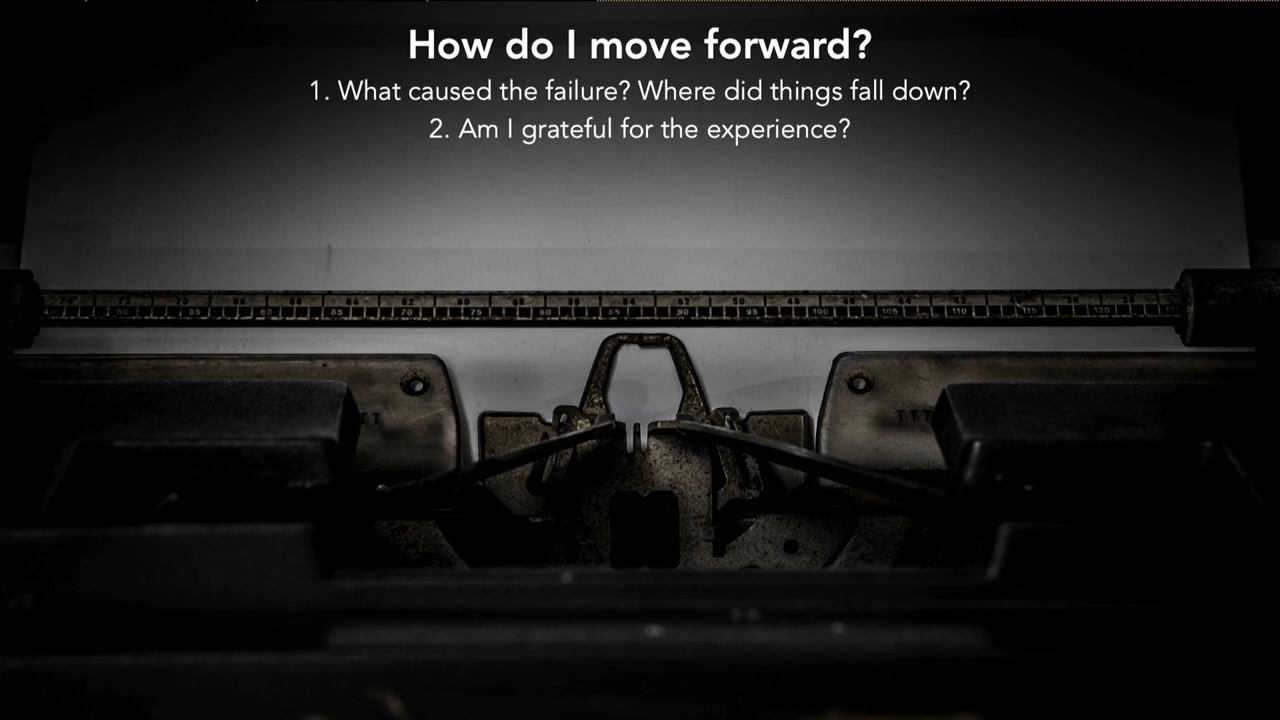 How do I move forward?
1. What caused the failure? Where did things fall down?
2. Am I grateful for the experience?